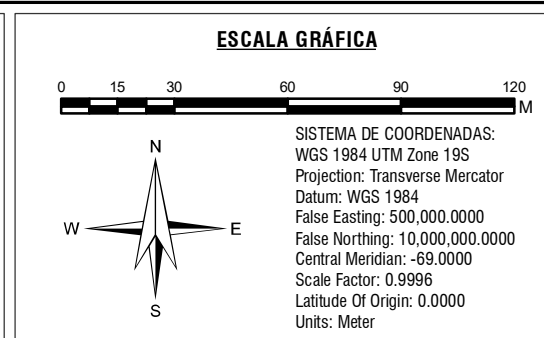 ESCALA GRÁFICA
0 15 30 60 90 120
M
N
W E
S
SISTEMA DE COORDENADAS:
WGS 1984 UTM Zone 19S
Projection: Transverse Mercator
Datum: WGS 1984
False Easting: 500,000.0000
False Northing: 10,000,000.0000
Central Meridian: -69.0000
Scale Factor: 0.9996
Latitude Of Origin: 0.0000
Units: Meter